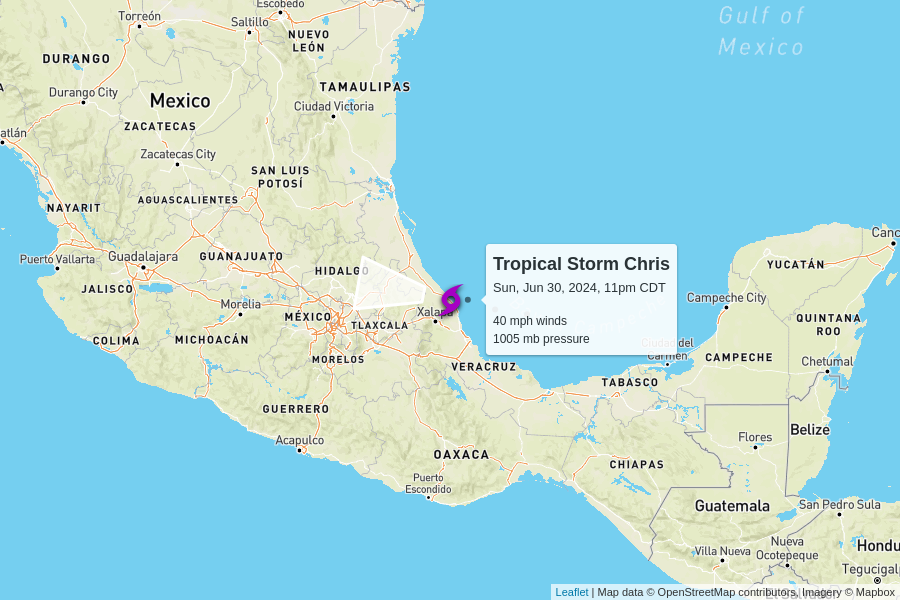 Escobedo
Torreón
Saltillo
Gulf of
Mexico
NUEVO
LEÓN
DURANGO
Durango City
TAMAULIPAS
Mexico
Ciudad Victoria
ZACATECAS
atlán
Zacatecas City
SAN LUIS
POTOSÍ
AGUASCALIENTES
NAYARIT
Puerto Vallarta
Guadalajara
GUANAJUATO
HIDALGO
Tropical Storm Chris
Sun, Jun 30, 2024, 11pm CDT
40 mph winds
1005 mb pressure
Canc
YUCATÁN
JALISCO
Morelia
MÉXICO
Xalapa
TLAXCALA
Campeche City
QUINTANA
ROO
COLIMA
MICHOACÁN
MORELOS
VERACRUZ
Ciudad del
Carmen
CAMPECHE
Chetumal
TABASCO
GUERRERO
Acapulco
OAXACA
Flores
Belize
CHIAPAS
Puerto
Escondido
Guatemala
San Pedro Sula
Villa Nueva
Nueva
Ocotepeque
Hondu
Tegucigalp
El Salvador
Leaflet | Map data © OpenStreetMap contributors, Imagery © Mapbox